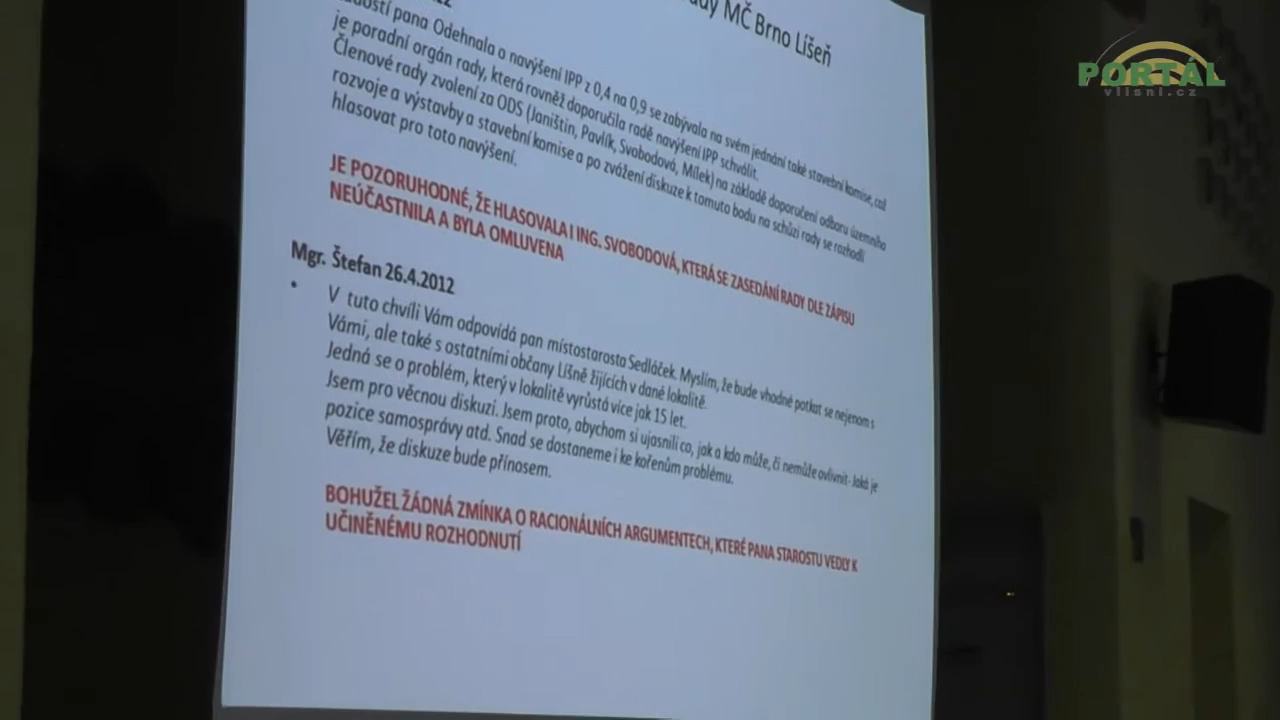 ady MČ Brno Líšeň
dostí pana Odehnala o navýšení IPP z 0,4 na 0,9 se zabývala na svém jednání také stavební komise, což
je poradní orgán rady, která rovněž doporučila radě navýšení IPP schválit.
Členové rady zvolení za ODS (Janištin, Pavlík, Svobodová, Mílek) na základě doporučení odboru územního
rozvoje a výstavby a stavební komise a po zvážení diskuze k tomuto bodu na schůzi rady se rozhodli
hlasovat pro toto navýšení.
JE POZORUHODNÉ, ŽE HLASOVALA I ING. SVOBODOVÁ, KTERÁ SE ZASEDÁNÍ RADY DLE ZÁPISU
NEÚČASTNILA A BYLA OMLUVENA
Mgr. Štefan 26.4.2012
• V tuto chvíli Vám odpovídá pan místostarosta Sedláček. Myslím, že bude vhodné potkat se nejenom s
Vámi, ale také s ostatními občany Líšně žijících v dané lokalitě.
Jedná se o problém, který v lokalitě vyrůstá více jak 15 let.
Jsem pro věcnou diskuzi. Jsem proto, abychom si ujasnili co, jak a kdo může, či nemůže ovlivnit- Jaká je
pozice samosprávy atd. Snad se dostaneme i ke kořenům problému.
Věřím, že diskuze bude přínosem.
BOHUŽEL ŽÁDNÁ ZMÍNKA O RACIONÁLNÍCH ARGUMENTECH, KTERÉ PANA STAROSTU VEDLY K
UČINĚNÉMU ROZHODNUTÍ
PORTÁL
vlisni.cz